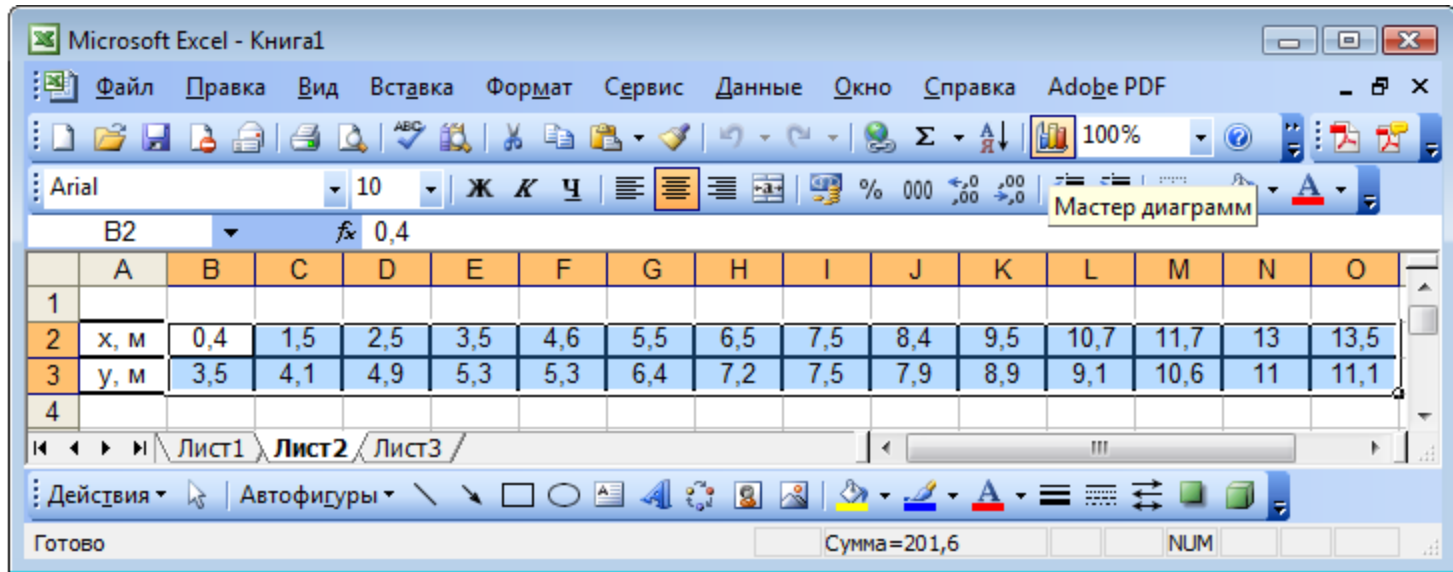 Microsoft Excel - Книга1
Файл Правка Вид Вставка Формат Сервис Данные Окно Справка Adobe PDF
ABC Σ А Я 100%
Arial 10 Ж К Ч % 000 ,0 ,00 ,00 ,0 A
Мастер диаграмм
B2 fx 0,4
A B C D E F G H I J K L M N O
1
2 х, м 0,4 1,5 2,5 3,5 4,6 5,5 6,5 7,5 8,4 9,5 10,7 11,7 13 13,5
3 у, м 3,5 4,1 4,9 5,3 5,3 6,4 7,2 7,5 7,9 8,9 9,1 10,6 11 11,1
4
Лист1 Лист2 Лист3
Действия Автофигуры A
Готово Сумма=201,6 NUM